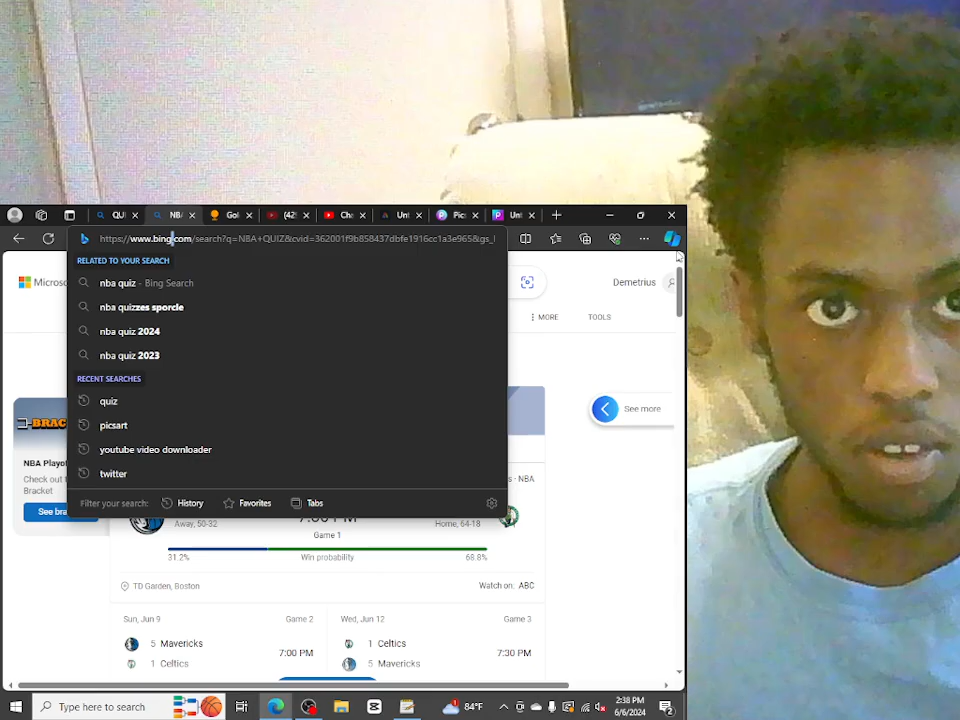 QUI
NBA
Gol
(42
Cha
Unt
Pics
Unt
https://www.bing.com/search?q=NBA+QUIZ&cvid=362001f9b858437dbfe1916cc1a3e965&gs_l
RELATED TO YOUR SEARCH
Microso
nba quiz - Bing Search
Demetrius
nba quizzes sporcle
MORE
TOOLS
nba quiz 2024
nba quiz 2023
RECENT SEARCHES
quiz
See more
picsart
BRAC
youtube video downloader
NBA Playof
s - NBA
Check out t
twitter
Bracket
Filter your search:
History
Favorites
Tabs
See bra
Away, 50-32
Home, 64-18
Game 1
31.2%
Win probability
68.8%
TD Garden, Boston
Watch on: ABC
Sun, Jun 9
Game 2
Wed, Jun 12
Game 3
5 Mavericks
1 Celtics
7:00 PM
1 Celtics
5 Mavericks
7:30 PM
Type here to search
84°F
2:38 PM
6/6/2024
2